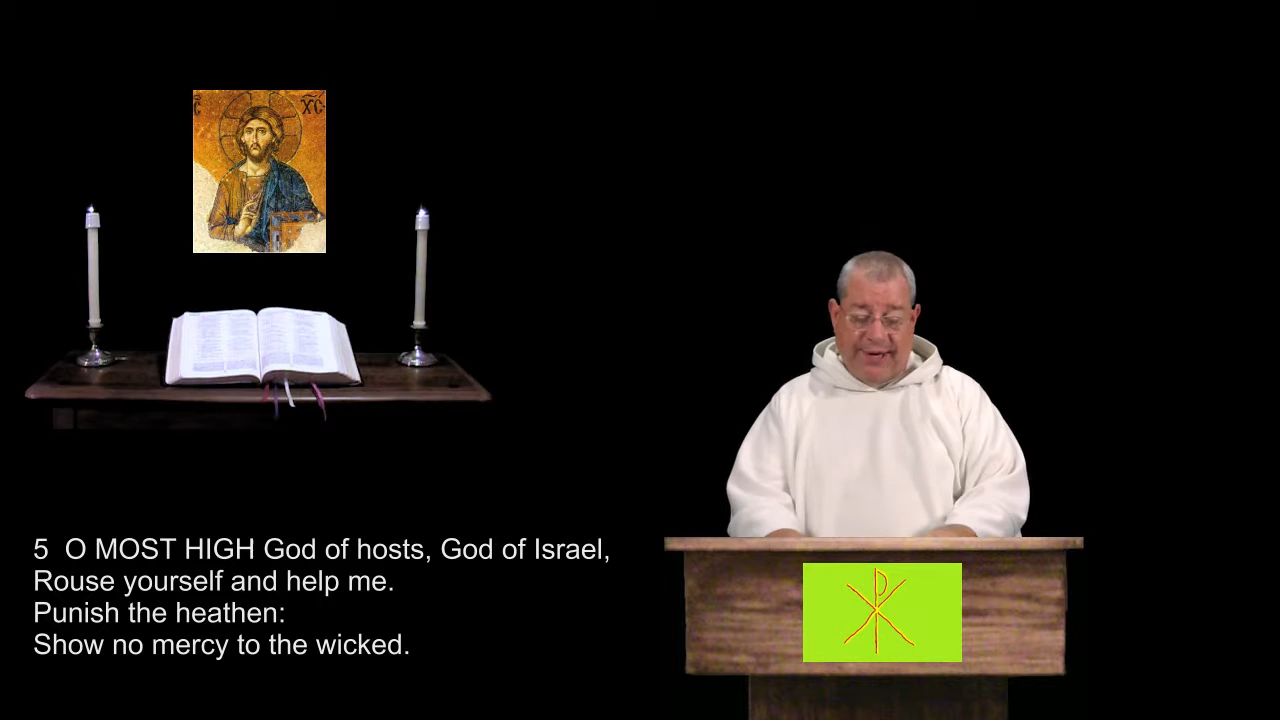 ΧC
5 O MOST HIGH God of hosts, God of Israel,
Rouse yourself and help me.
Punish the heathen:
Show no mercy to the wicked.